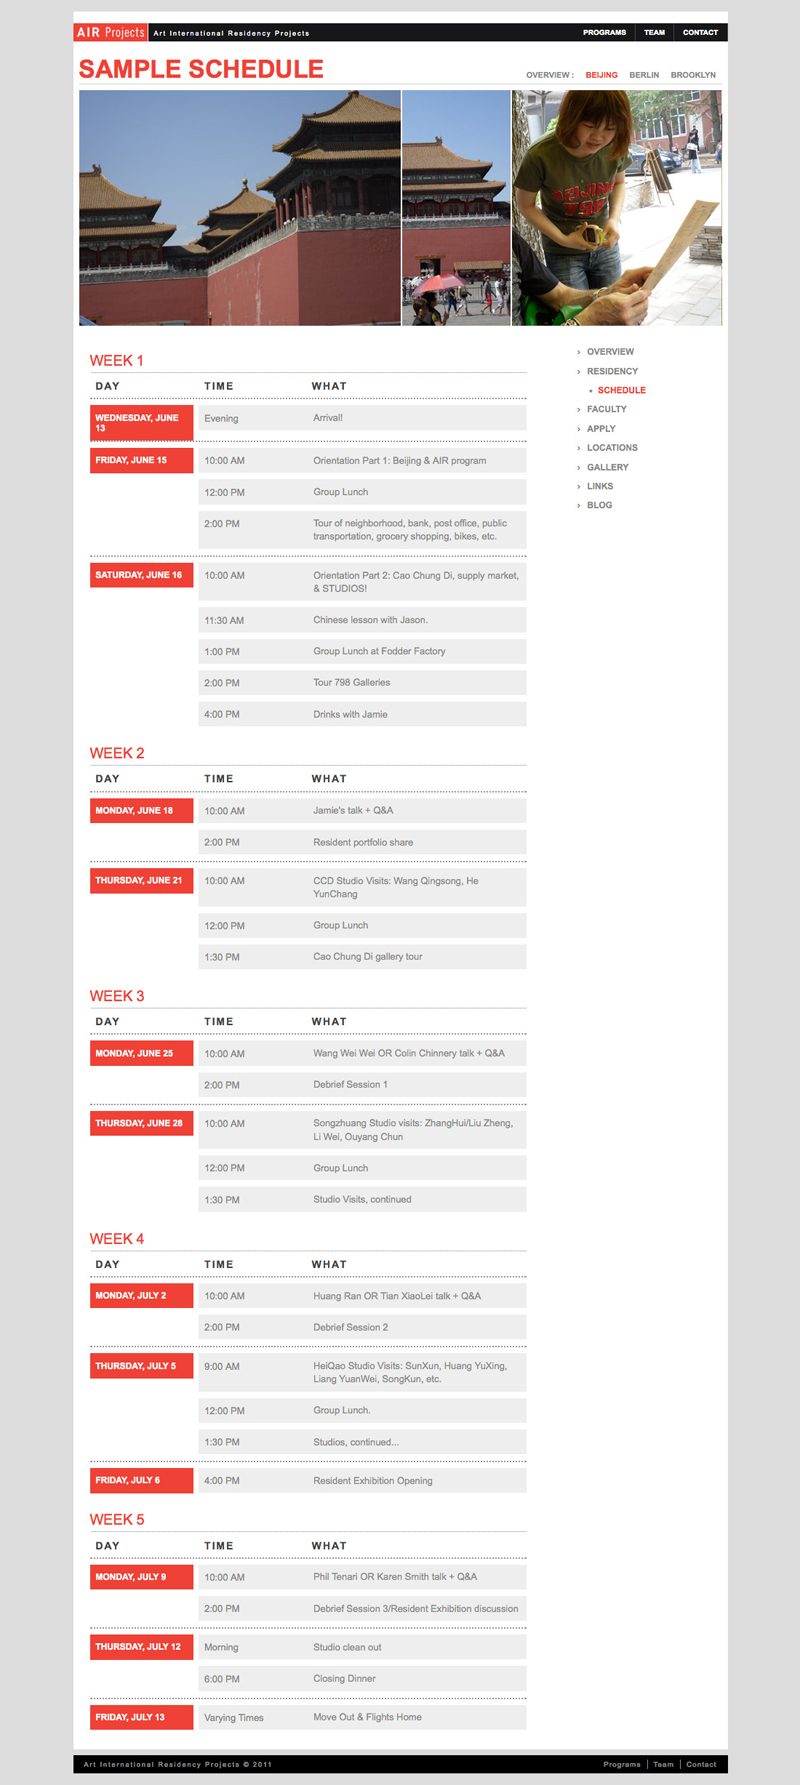 AIR Projects
Art International Residency Projects
PROGRAMS
TEAM
CONTACT
SAMPLE SCHEDULE
OVERVIEW : BEIJING BERLIN BROOKLYN
BEIJING
798
OVERVIEW
RESIDENCY
SCHEDULE
FACULTY
APPLY
LOCATIONS
GALLERY
LINKS
BLOG
WEEK 1
DAY TIME WHAT
WEDNESDAY, JUNE
13
Evening Arrival!
FRIDAY, JUNE 15 10:00 AM Orientation Part 1: Beijing & AIR program
12:00 PM Group Lunch
2:00 PM Tour of neighborhood, bank, post office, public
transportation, grocery shopping, bikes, etc.
SATURDAY, JUNE 16 10:00 AM Orientation Part 2: Cao Chung Di, supply market,
& STUDIOS!
11:30 AM Chinese lesson with Jason.
1:00 PM Group Lunch at Fodder Factory
2:00 PM Tour 798 Galleries
4:00 PM Drinks with Jamie
WEEK 2
DAY TIME WHAT
MONDAY, JUNE 18 10:00 AM Jamie's talk + Q&A
2:00 PM Resident portfolio share
THURSDAY, JUNE 21 10:00 AM CCD Studio Visits: Wang Qingsong, He
YunChang
12:00 PM Group Lunch
1:30 PM Cao Chung Di gallery tour
WEEK 3
DAY TIME WHAT
MONDAY, JUNE 25 10:00 AM Wang Wei Wei OR Colin Chinnery talk + Q&A
2:00 PM Debrief Session 1
THURSDAY, JUNE 28 10:00 AM Songzhuang Studio visits: ZhangHui/Liu Zheng,
Li Wei, Ouyang Chun
12:00 PM Group Lunch
1:30 PM Studio Visits, continued
WEEK 4
DAY TIME WHAT
MONDAY, JULY 2 10:00 AM Huang Ran OR Tian XiaoLei talk + Q&A
2:00 PM Debrief Session 2
THURSDAY, JULY 5 9:00 AM HeiQao Studio Visits: SunXun, Huang YuXing,
Liang YuanWei, SongKun, etc.
12:00 PM Group Lunch.
1:30 PM Studios, continued...
FRIDAY, JULY 6 4:00 PM Resident Exhibition Opening
WEEK 5
DAY TIME WHAT
MONDAY, JULY 9 10:00 AM Phil Tenari OR Karen Smith talk + Q&A
2:00 PM Debrief Session 3/Resident Exhibition discussion
THURSDAY, JULY 12 Morning Studio clean out
6:00 PM Closing Dinner
FRIDAY, JULY 13 Varying Times Move Out & Flights Home
Art International Residency Projects © 2011
Programs | Team | Contact